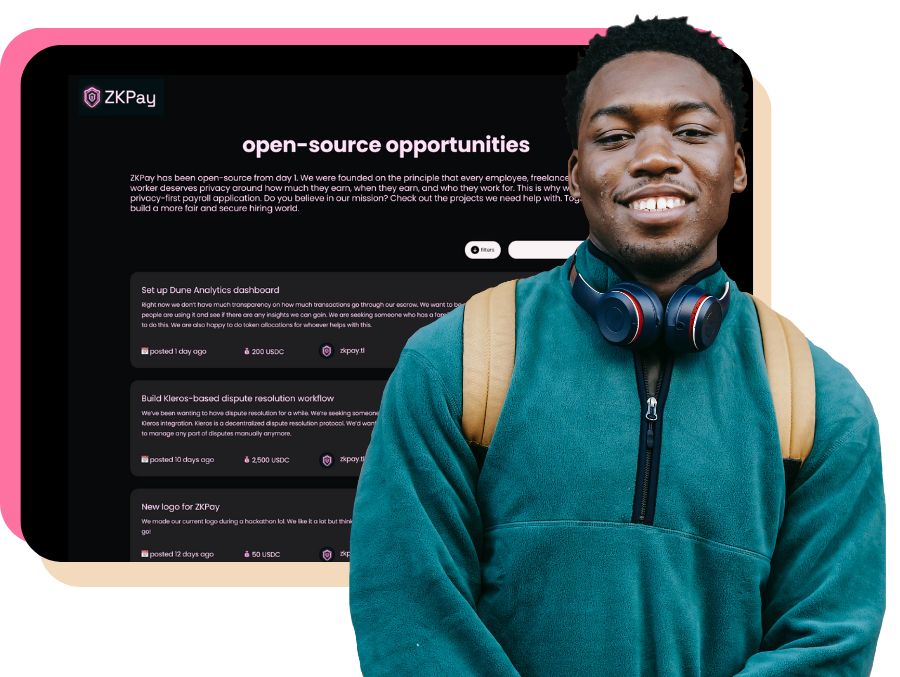 ZKPay
open-source opportunities
ZKPay has been open-source from day 1. We were founded on the principle that every employee, freelance
worker deserves privacy around how much they earn, when they earn, and who they work for. This is why w
privacy-first payroll application. Do you believe in our mission? Check out the projects we need help with. Tog
build a more fair and secure hiring world.
filters
Set up Dune Analytics dashboard
Right now we don't have much transparency on how much transactions go through our escrow. We want to be
people are using it and see if there are any insights we can gain. We are seeking someone who has a fam
to do this. We are also happy to do token allocations for whoever helps with this.
posted 1 day ago 200 USDC zkpay.tl
Build Kleros-based dispute resolution workflow
We've been wanting to have dispute resolution for a while. We're seeking someone
Kleros integration. Kleros is a decentralized dispute resolution protocol. We'd want
to manage any part of disputes manually anymore.
posted 10 days ago 2,500 USDC zkpay.tl
New logo for ZKPay
We made our current logo during a hackathon lol. We like it a lot but think
go!
posted 12 days ago 50 USDC zkp